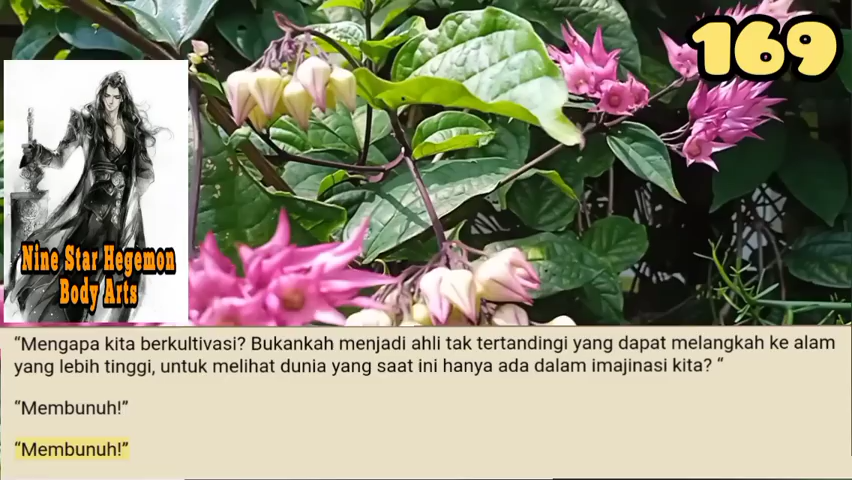 169
Nine Star Hegemon
Body Arts
“Mengapa kita berkultivasi? Bukankah menjadi ahli tak tertandingi yang dapat melangkah ke alam
yang lebih tinggi, untuk melihat dunia yang saat ini hanya ada dalam imajinasi kita? “
“Membunuh!”
“Membunuh!”